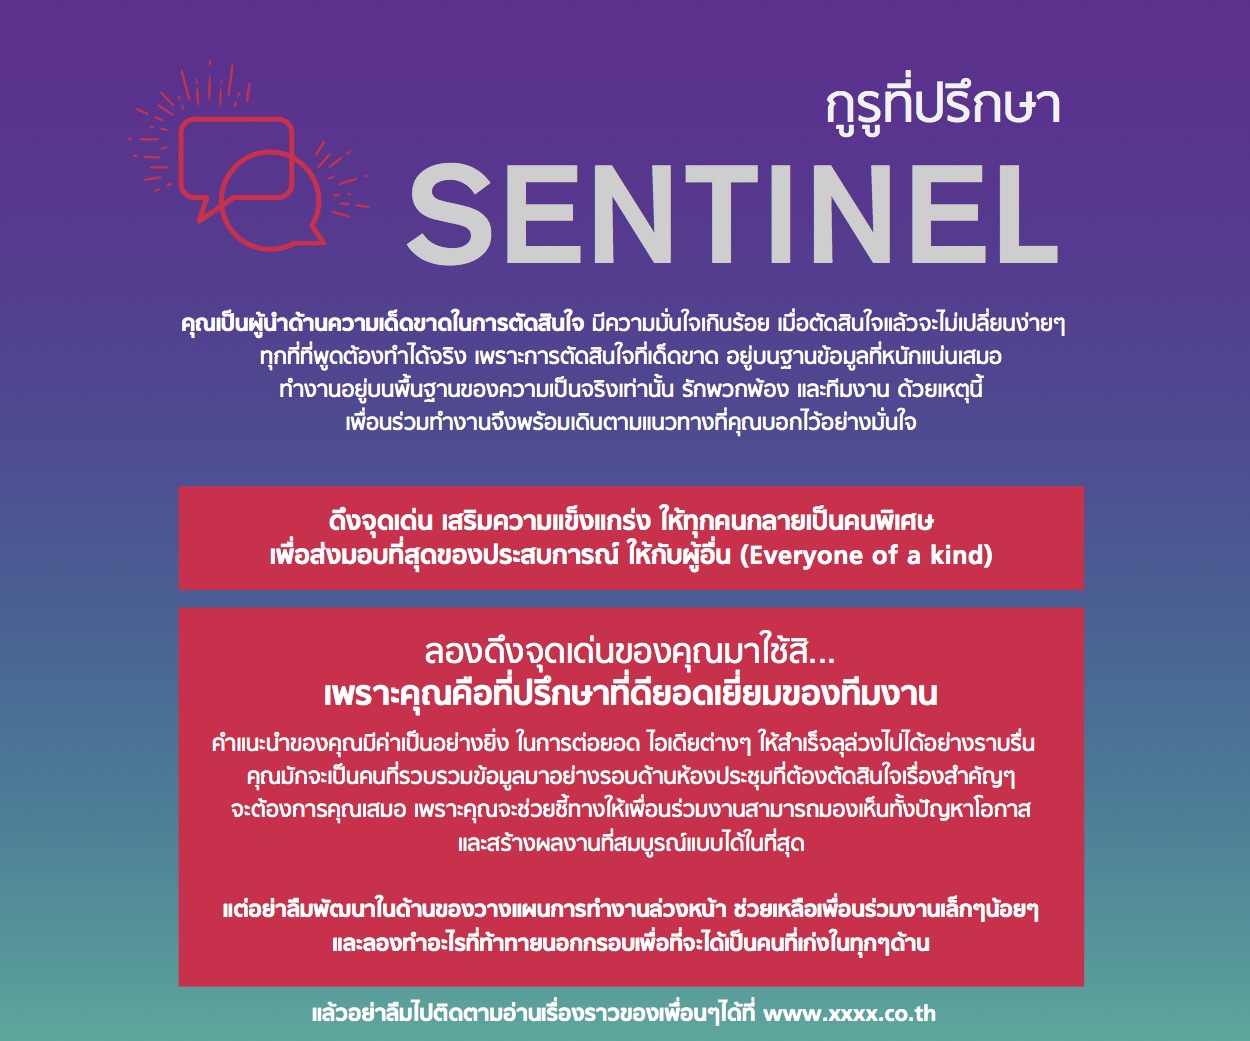 กูรูที่ปรึกษา
SENTINEL
คุณเป็นผู้นำด้านความเด็ดขาดในการตัดสินใจ มีความมั่นใจเกินร้อย เมื่อตัดสินใจแล้วจะไม่เปลี่ยนง่ายๆ
ทุกที่ที่พูดต้องทำได้จริง เพราะการตัดสินใจที่เด็ดขาด อยู่บนฐานข้อมูลที่หนักแน่นเสมอ
ทำงานอยู่บนพื้นฐานของความเป็นจริงเท่านั้น รักพวกพ้อง และทีมงาน ด้วยเหตุนี้
เพื่อนร่วมทำงานจึงพร้อมเดินตามแนวทางที่คุณบอกไว้อย่างมั่นใจ
ดึงจุดเด่น เสริมความแข็งแกร่ง ให้ทุกคนกลายเป็นคนพิเศษ
เพื่อส่งมอบที่สุดของประสบการณ์ ให้กับผู้อื่น (Everyone of a kind)
ลองดึงจุดเด่นของคุณมาใช้สิ...
เพราะคุณคือที่ปรึกษาที่ดียอดเยี่ยมของทีมงาน
คำแนะนำของคุณมีค่าเป็นอย่างยิ่ง ในการต่อยอด ไอเดียต่างๆ ให้สำเร็จลุล่วงไปได้อย่างราบรื่น
คุณมักจะเป็นคนที่รวบรวมข้อมูลมาอย่างรอบด้านห้องประชุมที่ต้องตัดสินใจเรื่องสำคัญๆ
จะต้องการคุณเสมอ เพราะคุณจะช่วยชี้ทางให้เพื่อนร่วมงานสามารถมองเห็นทั้งปัญหาโอกาส
และสร้างผลงานที่สมบูรณ์แบบได้ในที่สุด
แต่อย่าลืมพัฒนาในด้านของวางแผนการทำงานล่วงหน้า ช่วยเหลือเพื่อนร่วมงานเล็กๆน้อยๆ
และลองทำอะไรที่ท้าทายนอกกรอบเพื่อที่จะได้เป็นคนที่เก่งในทุกๆด้าน
แล้วอย่าลืมไปติดตามอ่านเรื่องราวของเพื่อนๆได้ที่ www.xxxx.co.th